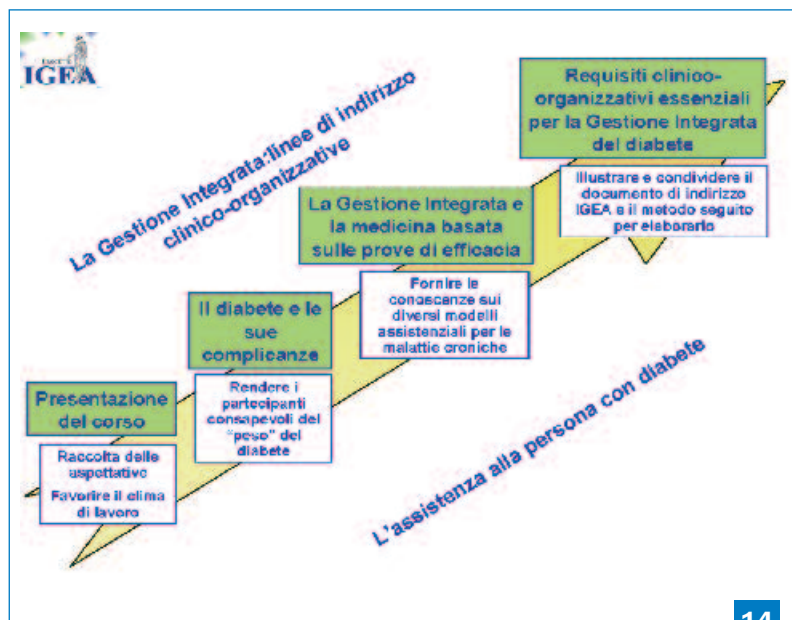 IGEA
La Gestione Integrata:linee di indirizzo
clinico-organizzative
Requisiti clinico-
organizzativi essenziali
per la Gestione Integrata
del diabete
Illustrare e condividere il
documento di indirizzo
IGEA e il metodo seguito
per elaborarlo
La Gestione Integrata e
la medicina basata
sulle prove di efficacia
Fornire le
conoscenze sui
diversi modelli
assistenziali per le
malattie croniche
Il diabete e le
sue
complicanze
Rendere i
partecipanti
consapevoli del
"peso" del
diabete
Presentazione
del corso
Raccolta delle
aspettative
Favorire il clima
di lavoro
L'assistenza alla persona con diabete
14